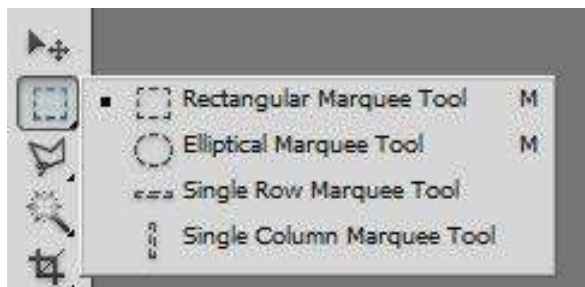 Rectangular Marquee Tool M
Elliptical Marquee Tool M
Single Row Marquee Tool
Single Column Marquee Tool